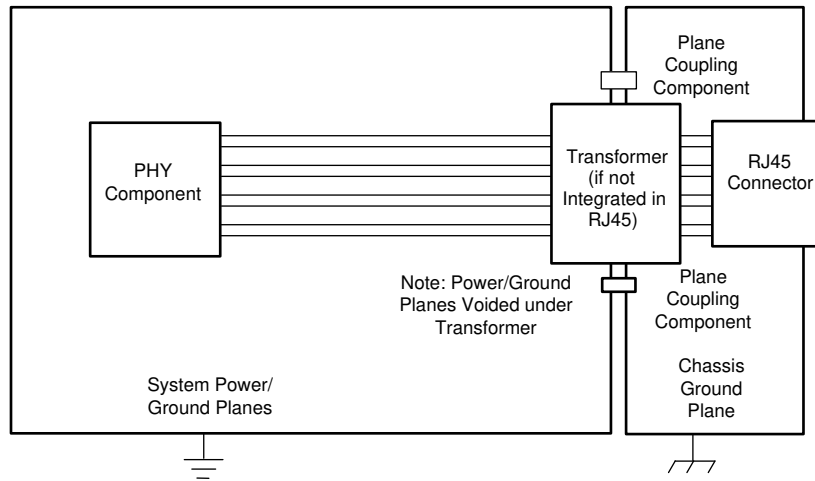 Plane
Coupling
Component
PHY
Component
Transformer
(if not
Integrated in
RJ45)
RJ45
Connector
Note: Power/Ground
Planes Voided under
Transformer
Plane
Coupling
Component
System Power/
Ground Planes
Chassis
Ground
Plane